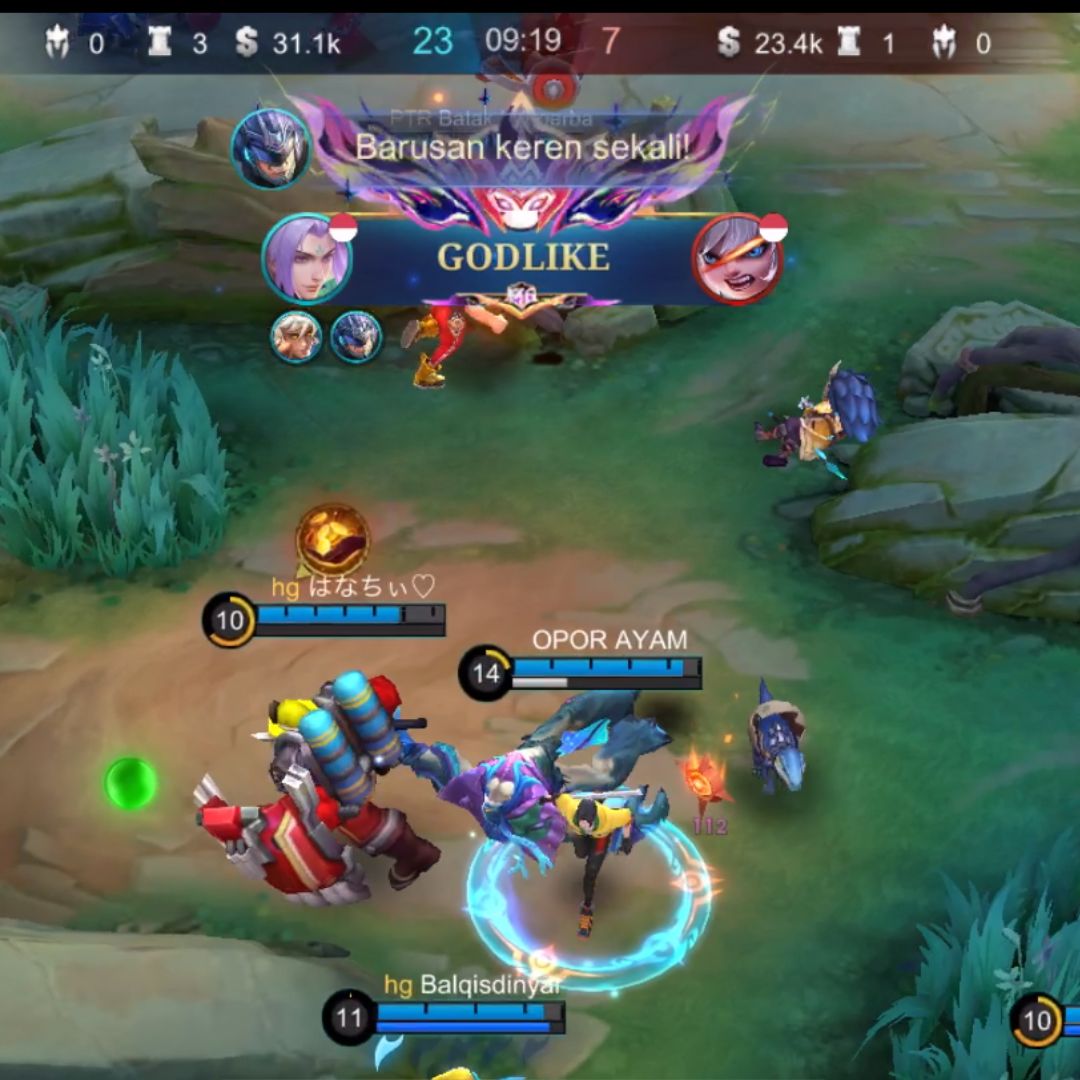 0 3 31.1k 23 09:19 7 23.4k 1 0
PTR Batak
Barusan keren sekali!
GODLIKE
hg はなちぃ♡
10
OPOR AYAM
14
112
hg Balqisdinyar
11
10